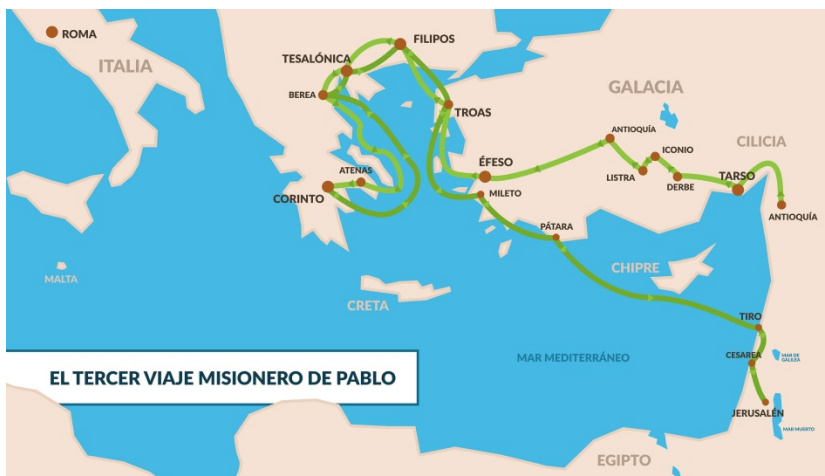 ROMA
ITALIA
FILIPOS
TESALÓNICA
BEREA
TROAS
GALACIA
ANTIOQUÍA
CILICIA
ICONIO
ÉFESO
LISTRA
DERBE
TARSO
ATENAS
CORINTO
MILETO
ANTIOQUÍA
PÁTARA
MALTA
CRETA
CHIPRE
TIRO
MAR MEDITERRÁNEO
CESAREA
MAR DE
GALILEA
EL TERCER VIAJE MISIONERO DE PABLO
JERUSALÉN
MAR MUERTO
EGIPTO